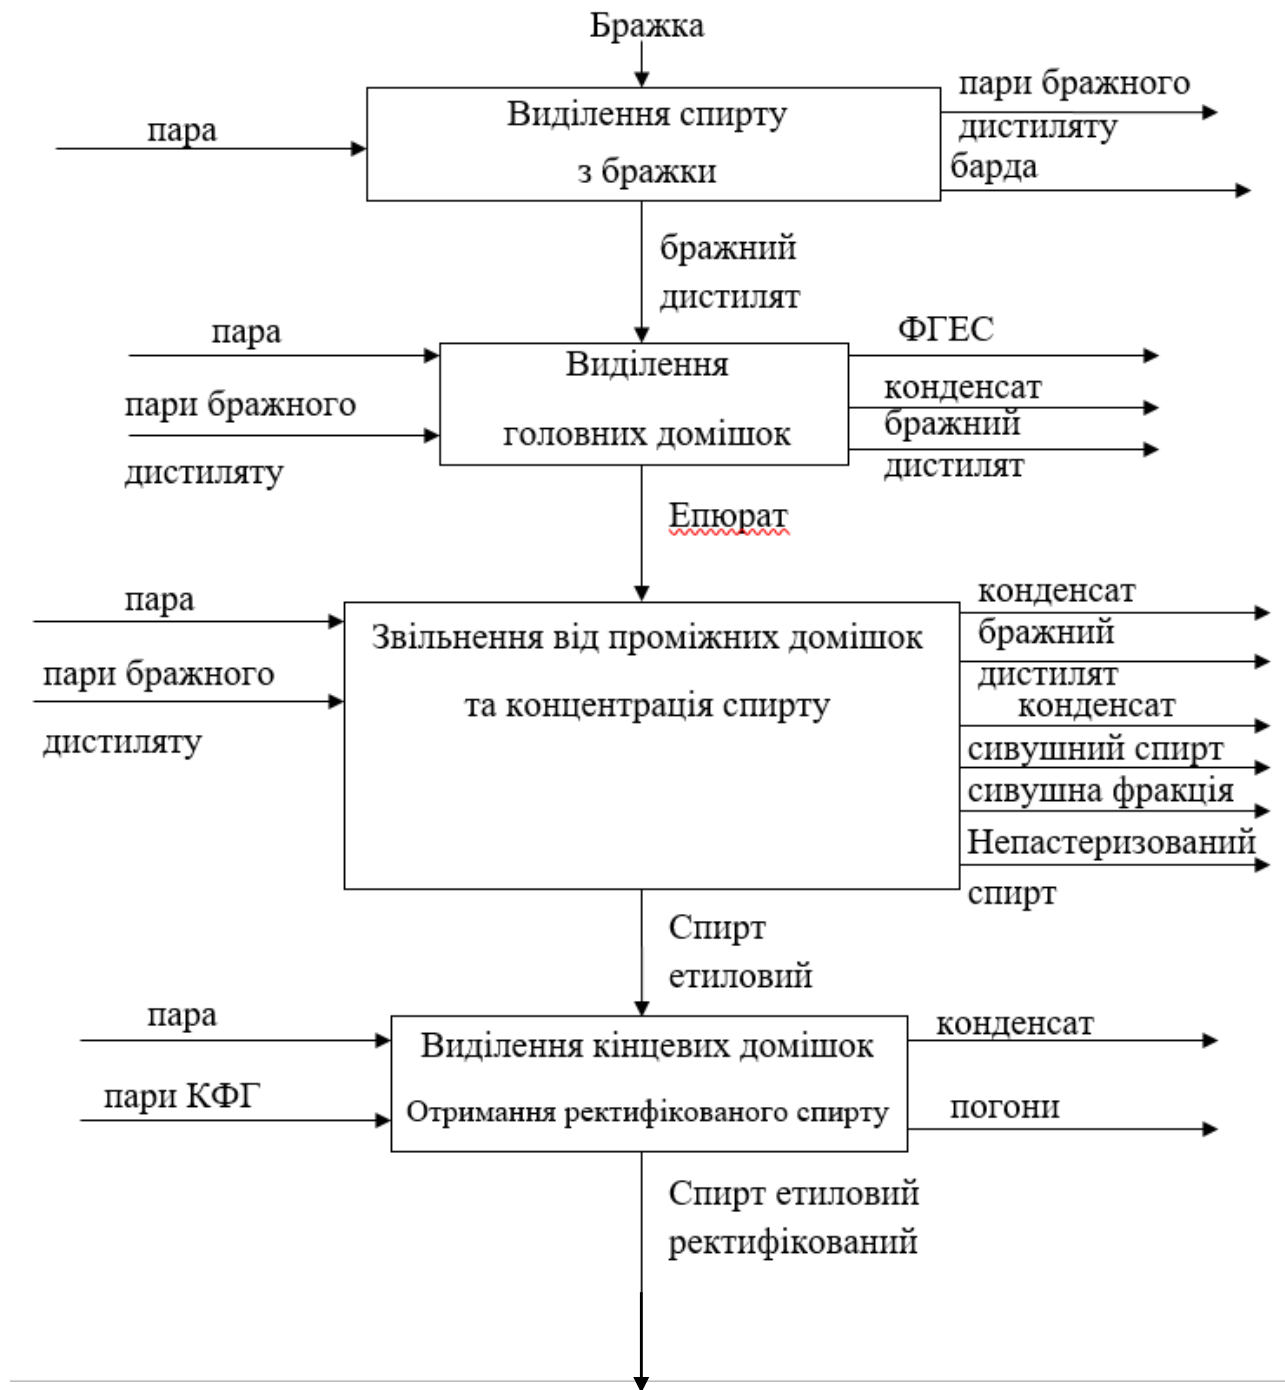 Бражка
пара
Виділення спирту
з бражки
пари бражного
дистиляту
барда
бражний
дистилят
пара
пари бражного
дистиляту
Виділення
головних домішок
ФГЕС
конденсат
бражний
дистилят
Епюрат
пара
пари бражного
дистиляту
Звільнення від проміжних домішок
та концентрація спирту
конденсат
бражний
дистилят
конденсат
сивушний спирт
сивушна фракція
Непастеризований
спирт
Спирт
етиловий
пара
пари КФГ
Виділення кінцевих домішок
Отримання ректифікованого спирту
конденсат
погони
Спирт етиловий
ректифікований